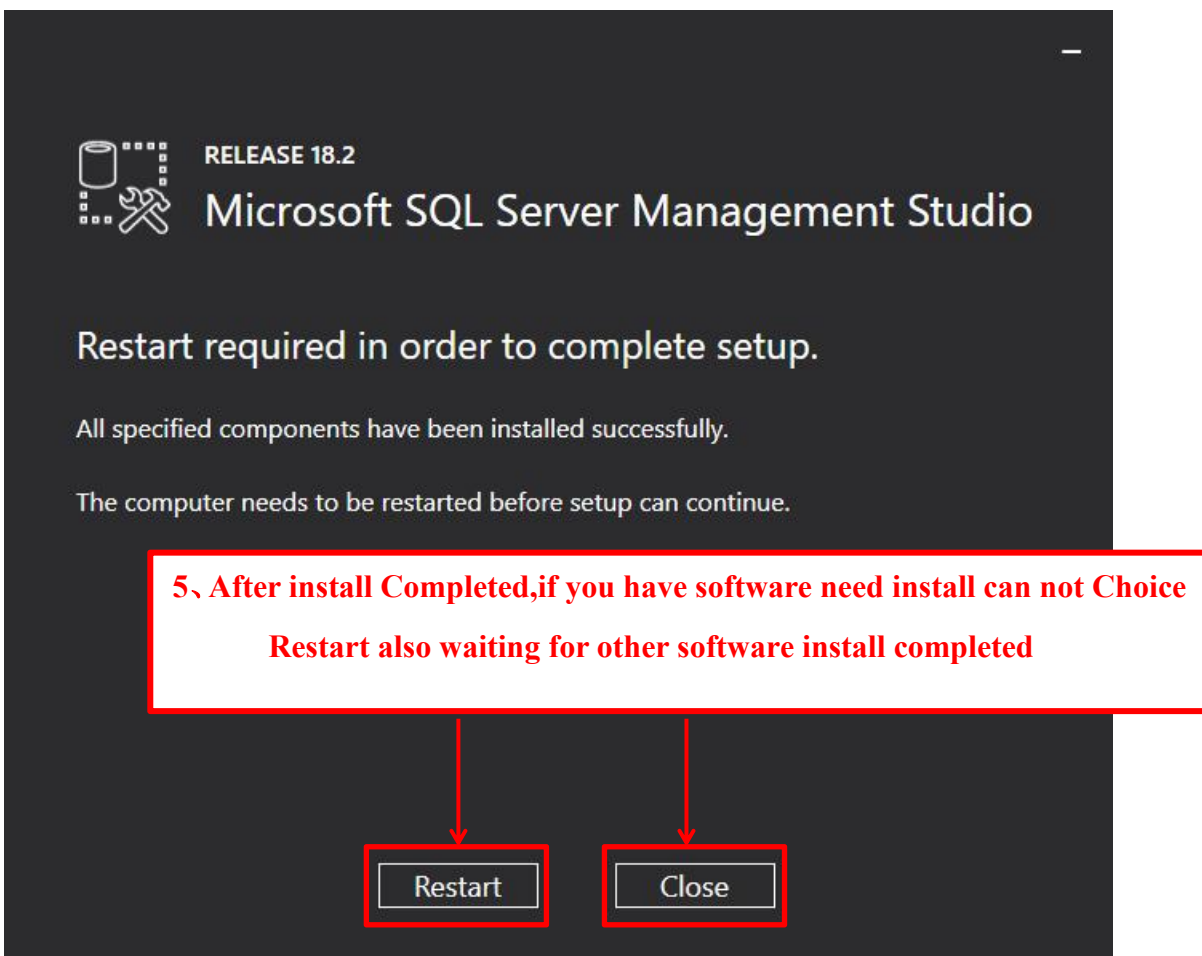 RELEASE 18.2
Microsoft SQL Server Management Studio
Restart required in order to complete setup.
All specified components have been installed successfully.
The computer needs to be restarted before setup can continue.
5、After install Completed,if you have software need install can not Choice
Restart also waiting for other software install completed
Restart
Close